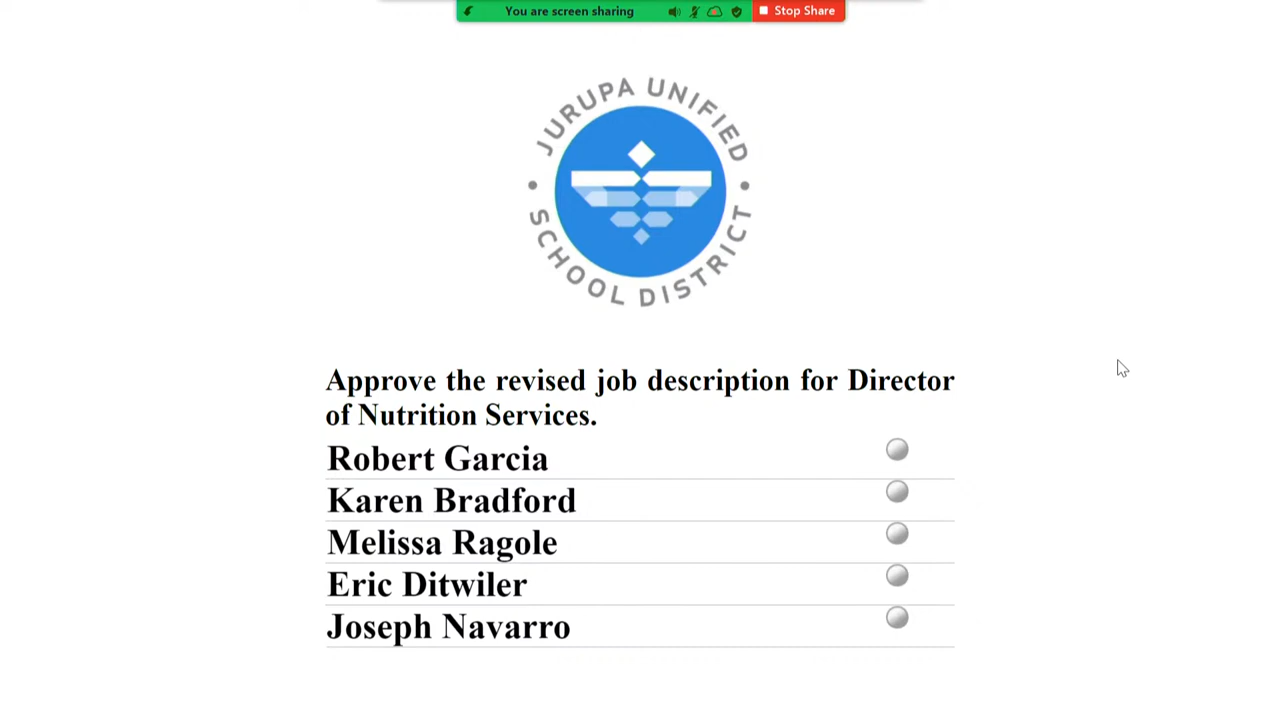 You are screen sharing
Stop Share
JURUPA UNIFIED
SCHOOL DISTRICT
Approve the revised job description for Director
of Nutrition Services.
Robert Garcia
Karen Bradford
Melissa Ragole
Eric Ditwiler
Joseph Navarro